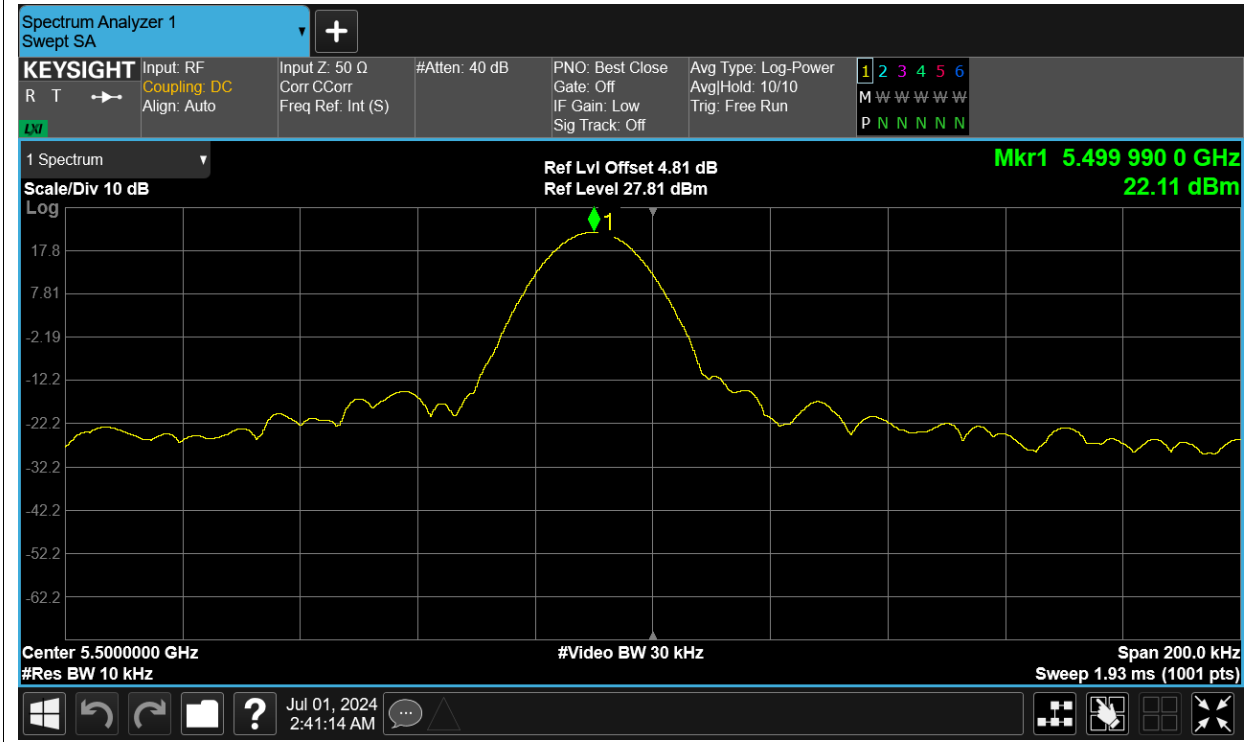 Spectrum Analyzer 1
Swept SA
KEYSIGHT
R T
LXI
Input: RF
Coupling: DC
Align: Auto
Input Z: 50 Ω
Corr CCorr
Freq Ref: Int (S)
#Atten: 40 dB
PNO: Best Close
Gate: Off
IF Gain: Low
Sig Track: Off
Avg Type: Log-Power
Avg|Hold: 10/10
Trig: Free Run
1 2 3 4 5 6
M W W W W W
P N N N N N
1 Spectrum
Scale/Div 10 dB
Ref Lvl Offset 4.81 dB
Ref Level 27.81 dBm
Mkr1 5.499 990 0 GHz
22.11 dBm
Log
1
17.8
7.81
-2.19
-12.2
-22.2
-32.2
-42.2
-52.2
-62.2
Center 5.5000000 GHz
#Video BW 30 kHz
Span 200.0 kHz
#Res BW 10 kHz
Sweep 1.93 ms (1001 pts)
?
Jul 01, 2024
2:41:14 AM